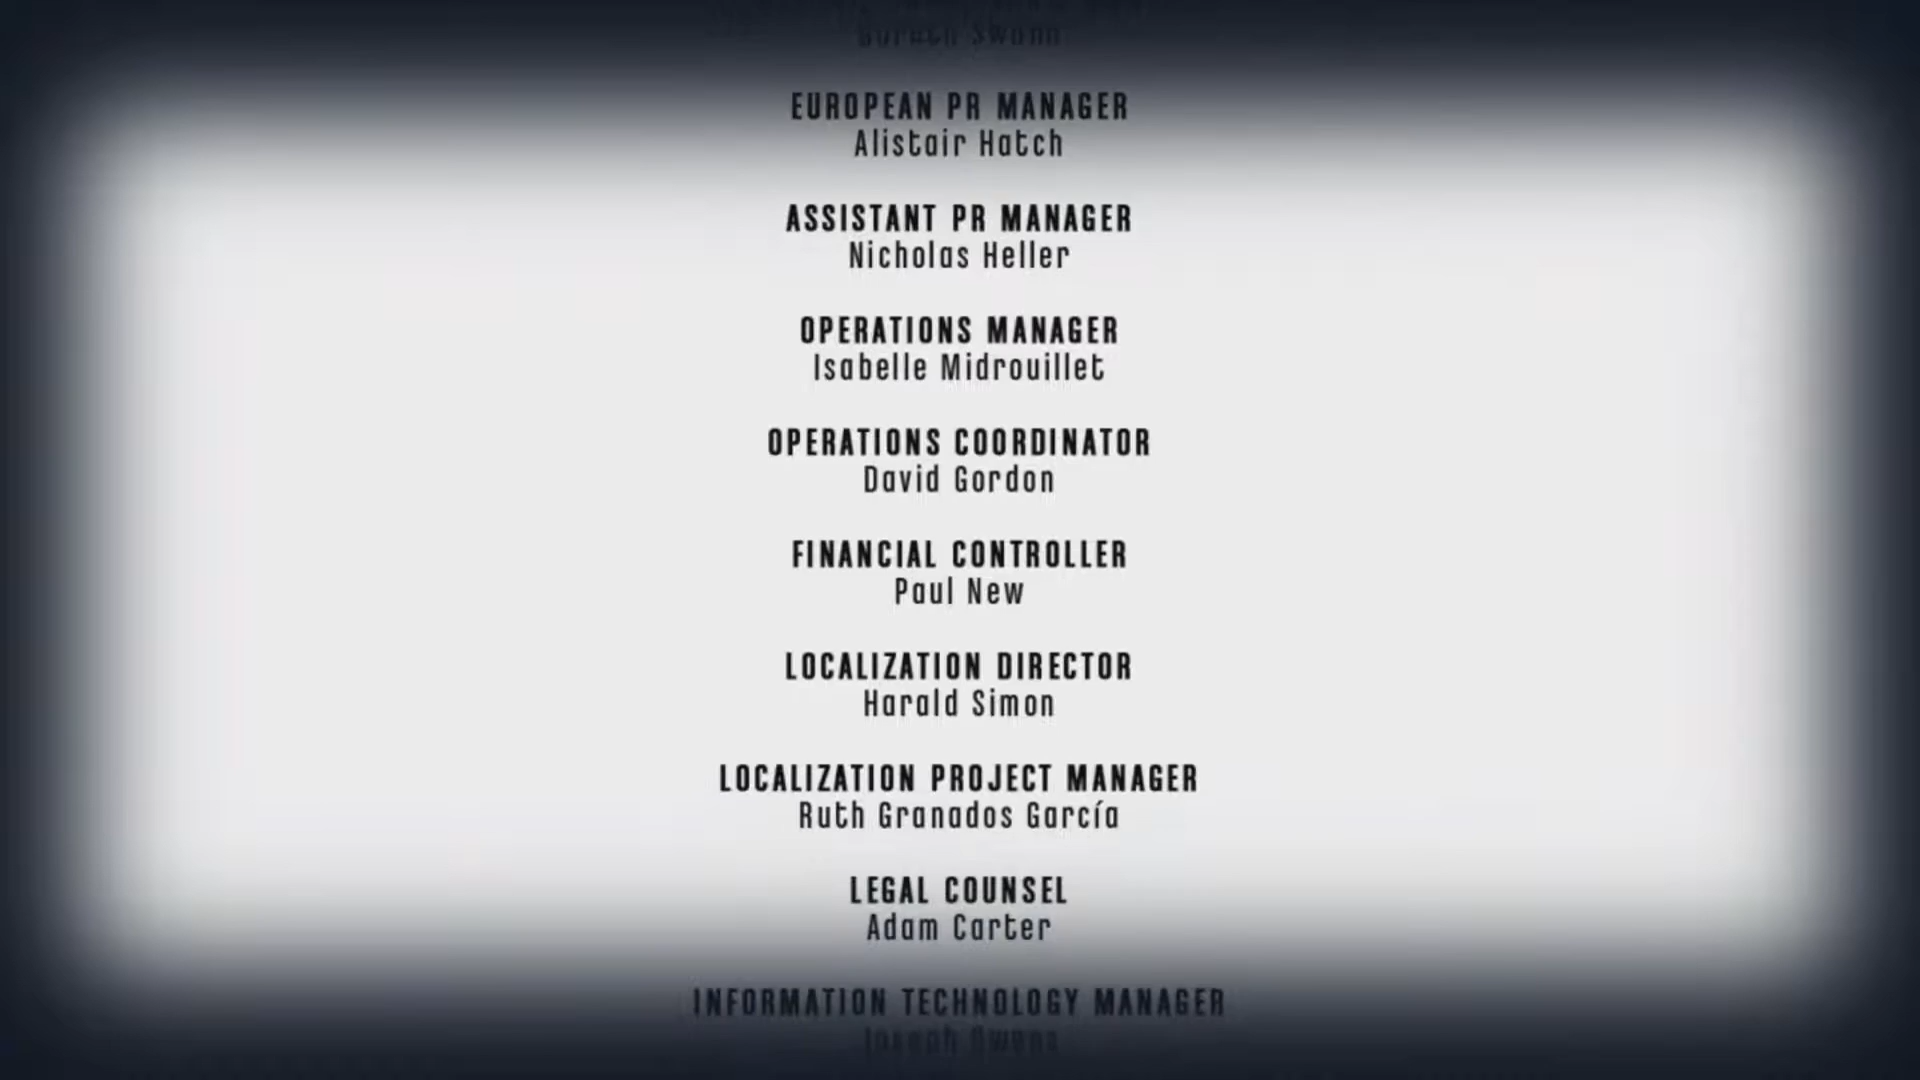 EUROPEAN PR MANAGER
Alistair Hatch
ASSISTANT PR MANAGER
Nicholas Heller
OPERATIONS MANAGER
Isabelle Midrouillet
OPERATIONS COORDINATOR
David Gordon
FINANCIAL CONTROLLER
Paul New
LOCALIZATION DIRECTOR
Harald Simon
LOCALIZATION PROJECT MANAGER
Ruth Granados García
LEGAL COUNSEL
Adam Carter
INFORMATION TECHNOLOGY MANAGER